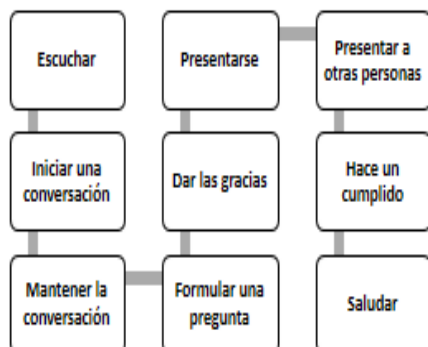 Escuchar
Iniciar una
conversación
Mantener la
conversación
Formular una
pregunta
Dar las gracias
Presentarse
Presentar a
otras personas
Hace un
cumplido
Saludar